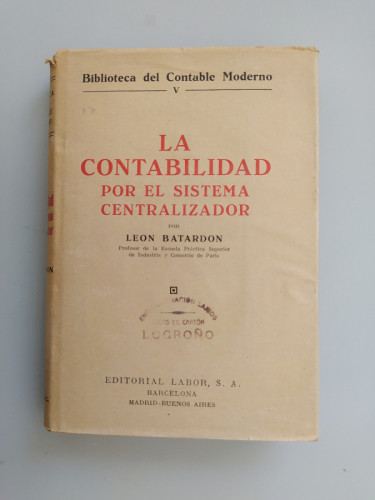 Biblioteca del Contable Moderno
V
LA
CONTABILIDAD
POR EL SISTEMA
CENTRALIZADOR
POR
LEON BATARDON
Profesor de la Escuela Práctica Superior
de Industria y Comercio de París
LOGROÑO
EDITORIAL LABOR, S. A.
BARCELONA
MADRID-BUENOS AIRES